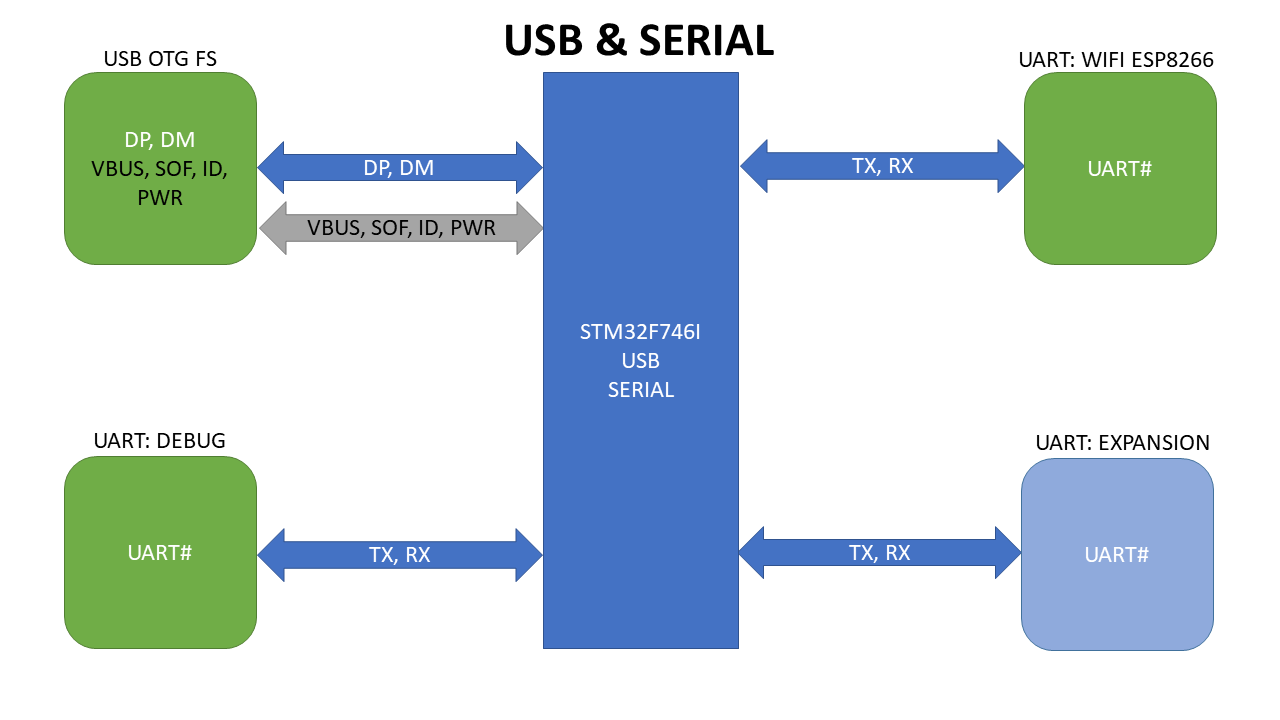 USB & SERIAL
USB OTG FS
DP, DM
VBUS, SOF, ID,
PWR
DP, DM
VBUS, SOF, ID, PWR
UART: WIFI ESP8266
TX, RX
UART#
STM32F746I
USB
SERIAL
UART: DEBUG
UART#
TX, RX
UART: EXPANSION
TX, RX
UART#